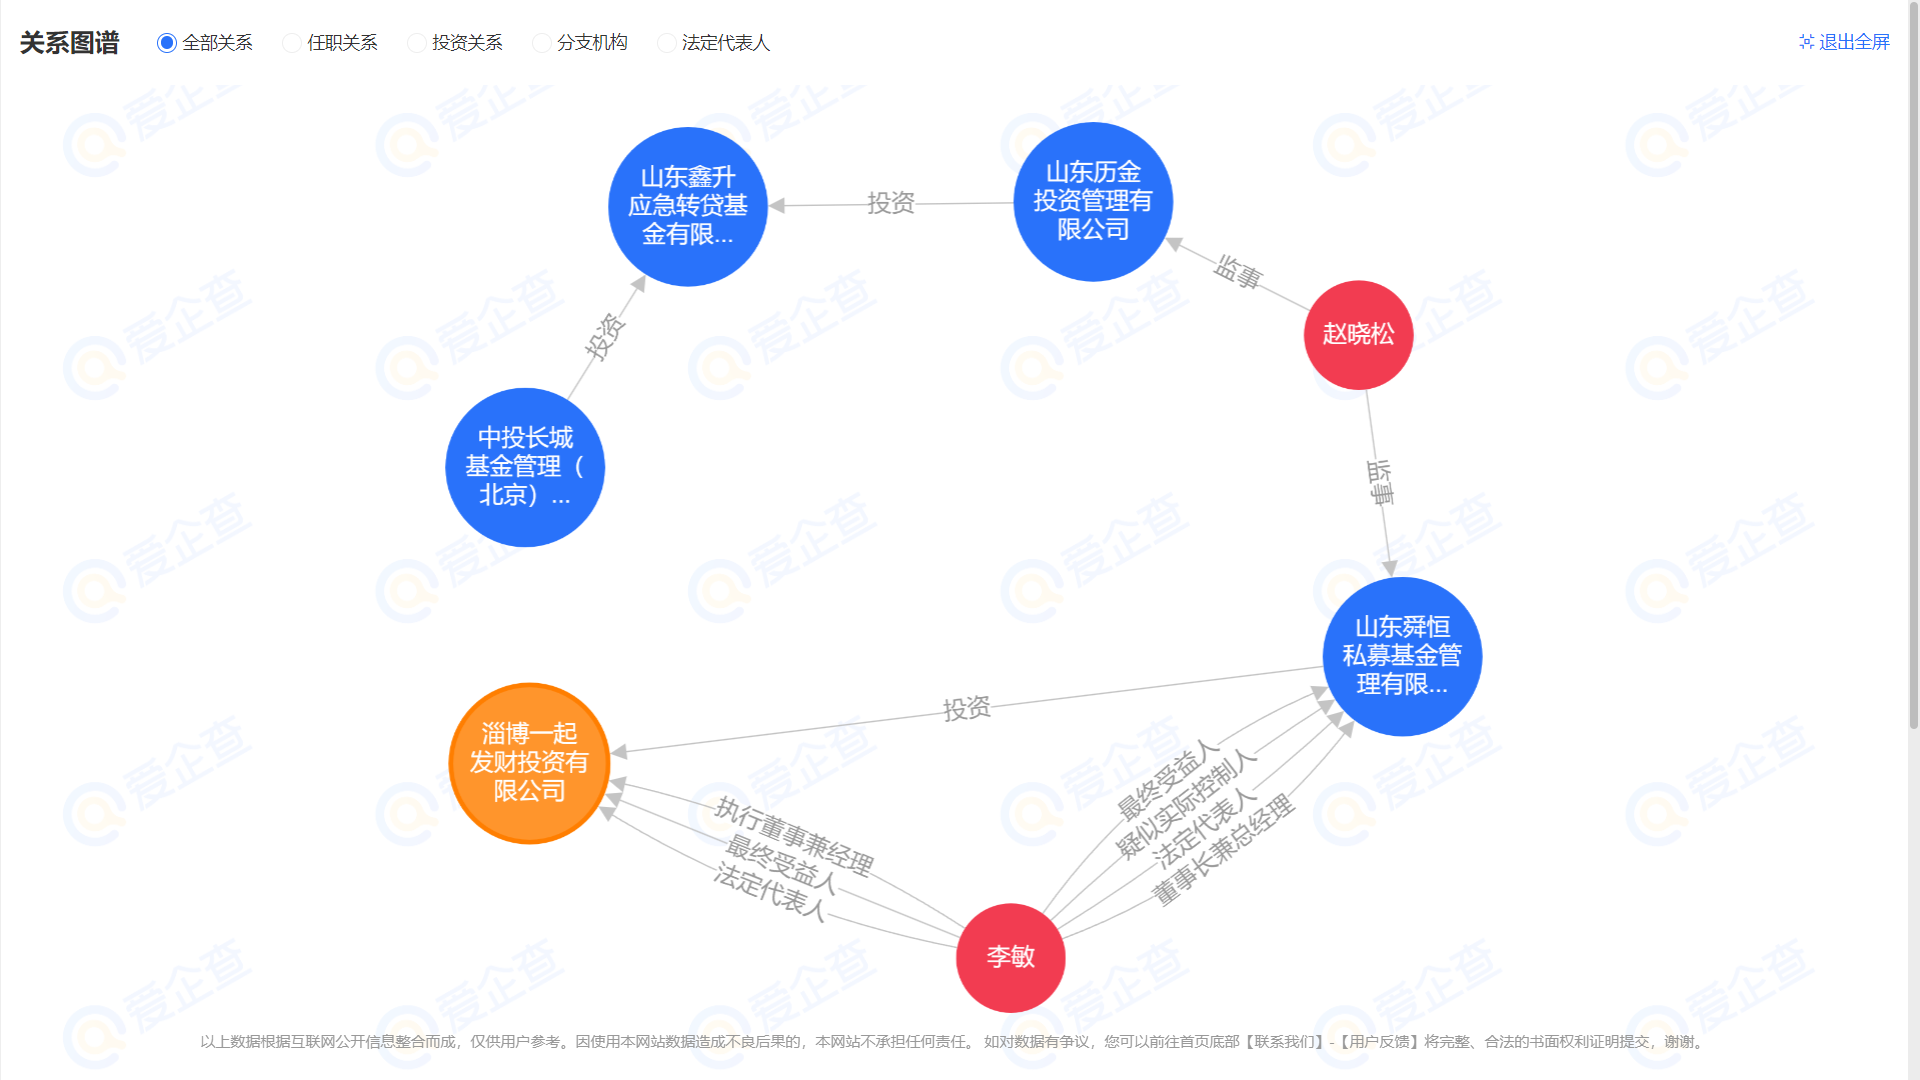 关系图谱
全部关系
任职关系
投资关系
分支机构
法定代表人
退出全屏
山东鑫升
应急转贷基
金有限...
投资
山东历金
投资管理有
限公司
监事
赵晓松
投资
中投长城
基金管理（
北京）...
监事
山东舜恒
私募基金管
理有限...
投资
淄博一起
发财投资有
限公司
执行董事兼经理
最终受益人
法定代表人
最终受益人
疑似实际控制人
法定代表人
董事长兼总经理
李敏
以上数据根据互联网公开信息整合而成，仅供用户参考。因使用本网站数据造成不良后果的，本网站不承担任何责任。 如对数据有争议，您可以前往首页底部【联系我们】-【用户反馈】将完整、合法的书面权利证明提交，谢谢。
爱企查